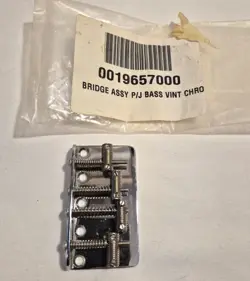 0019657000
BRIDGE ASSY P/J BASS VINT CHRO